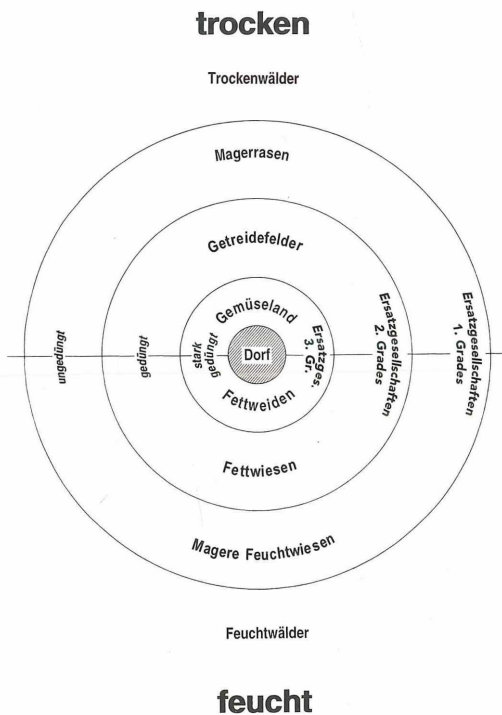 trocken
Trockenwälder
Magerrasen
Getreidefelder
Gemüseland
ungedüngt
gedüngt
stark
gedüngt
Dorf
Ersatzges.
3. Gr.
Ersatzgesellschaften
2. Grades
Ersatzgesellschaften
1. Grades
Fettweiden
Fettwiesen
Magere Feuchtwiesen
Feuchtwälder
feucht